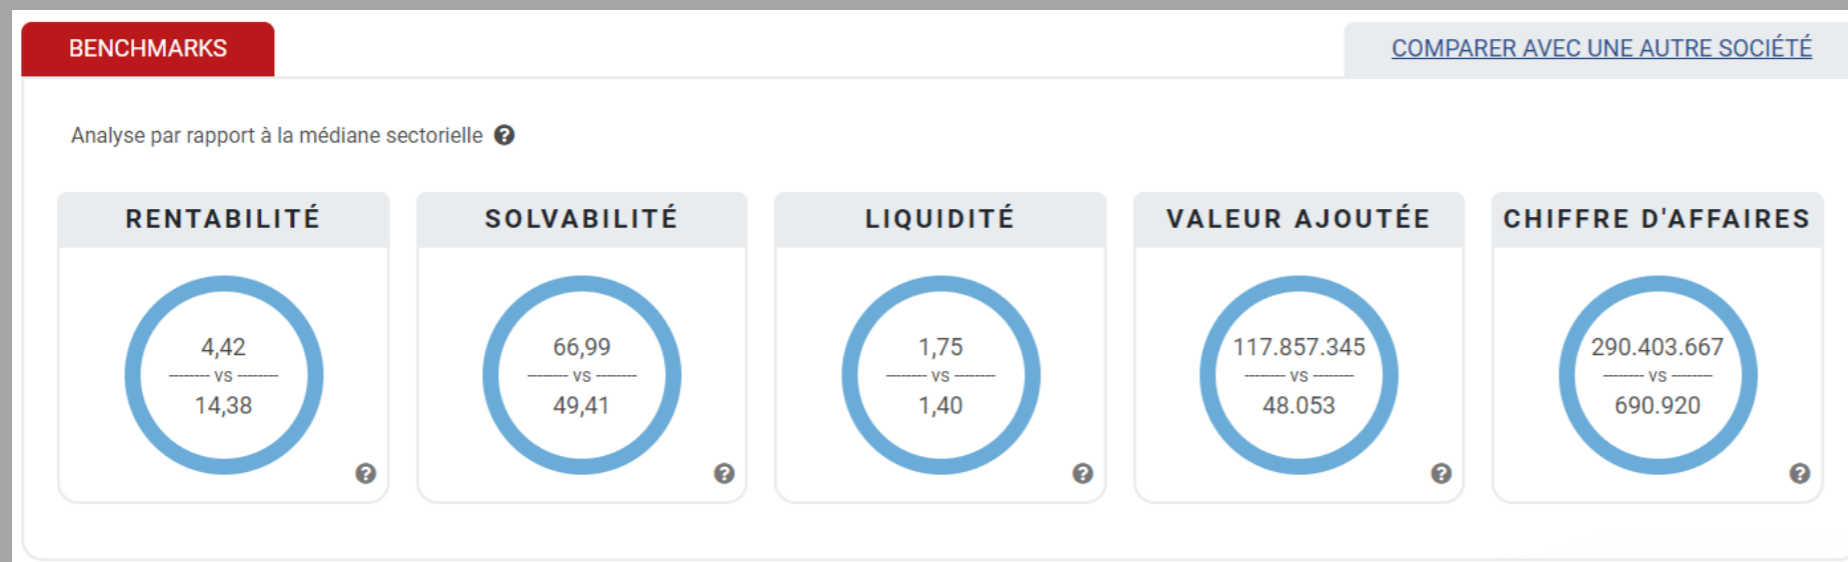 BENCHMARKS
COMPARER AVEC UNE AUTRE SOCIÉTÉ
Analyse par rapport à la médiane sectorielle ?
RENTABILITÉ
4,42
-------- vs --------
14,38
?
SOLVABILITÉ
66,99
-------- vs --------
49,41
?
LIQUIDITÉ
1,75
-------- vs --------
1,40
?
VALEUR AJOUTÉE
117.857.345
-------- vs --------
48.053
?
CHIFFRE D'AFFAIRES
290.403.667
-------- vs --------
690.920
?